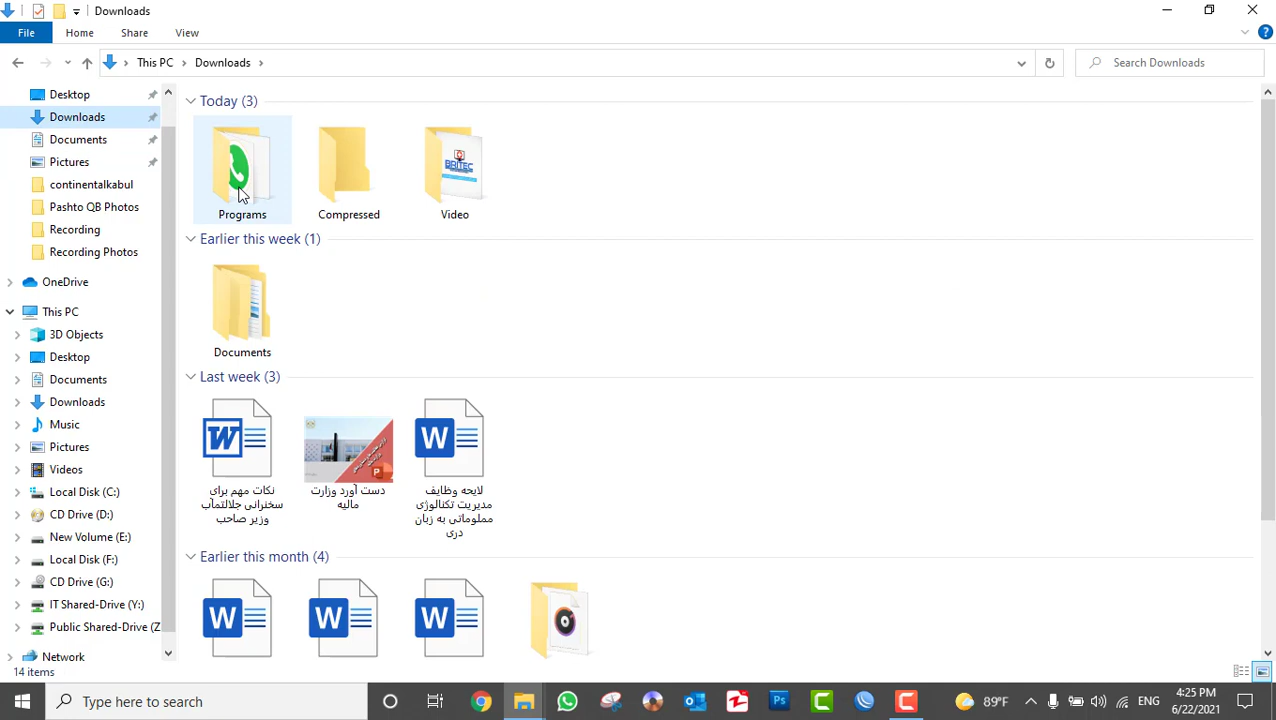 Downloads
File
Home
Share
View
This PC
Downloads
Search Downloads
Desktop
Downloads
Documents
Pictures
continentalkabul
Pashto QB Photos
Recording
Recording Photos
OneDrive
This PC
3D Objects
Desktop
Documents
Downloads
Music
Pictures
Videos
Local Disk (C:)
CD Drive (D:)
New Volume (E:)
Local Disk (F:)
CD Drive (G:)
IT Shared-Drive (Y:)
Public Shared-Drive (Z
Network
Today (3)
BRITEC
Programs
Compressed
Video
Earlier this week (1)
Documents
Last week (3)
نکات مهم برای
سخنرانی جلالتماب
وزیر صاحب
دست آورد وزارت
مالیه
لایحه وظایف
مدیریت تکنالوژی
معلوماتی به زبان
دری
Earlier this month (4)
14 items
Type here to search
89°F
ENG
4:25 PM
6/22/2021